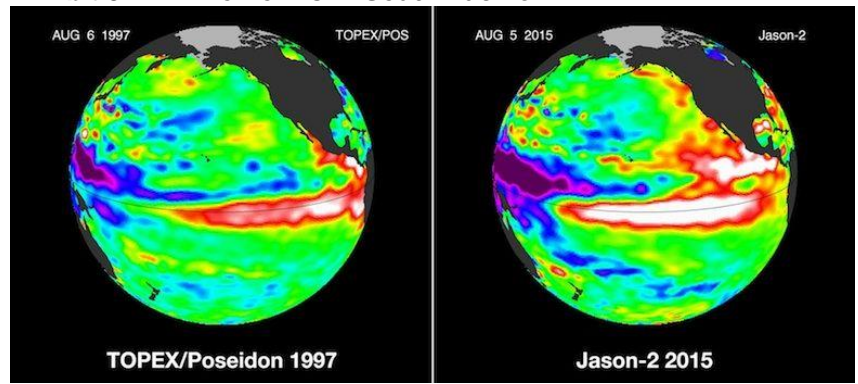 AUG 6 1997
TOPEX/POS
AUG 5 2015
Jason-2
TOPEX/Poseidon 1997
Jason-2 2015